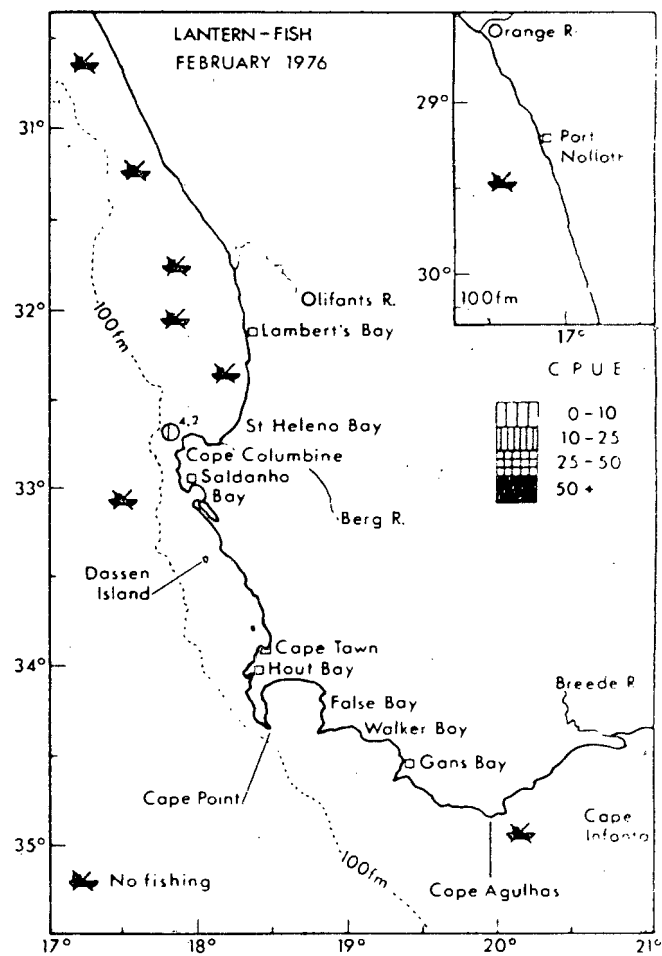 LANTERN-FISH
FEBRUARY 1976
Orange R.
29°
Port
Nolloth
30°
100fm
17°
31°
32°
33°
34°
35°
100fm
Olifants R.
Lambert's Bay
4,2
St Heleno Bay
Cape Columbine
Saldanho
Bay
Berg R.
C P U E
0-10
10-25
25-50
50+
Dassen
Island
Cape Tawn
Hout Bay
False Bay
Walker Bay
Gans Bay
Breede R.
Cape Point
Cape
Infanta
Cape Agulhas
100fm
No fishing
17° 18° 19° 20° 21°